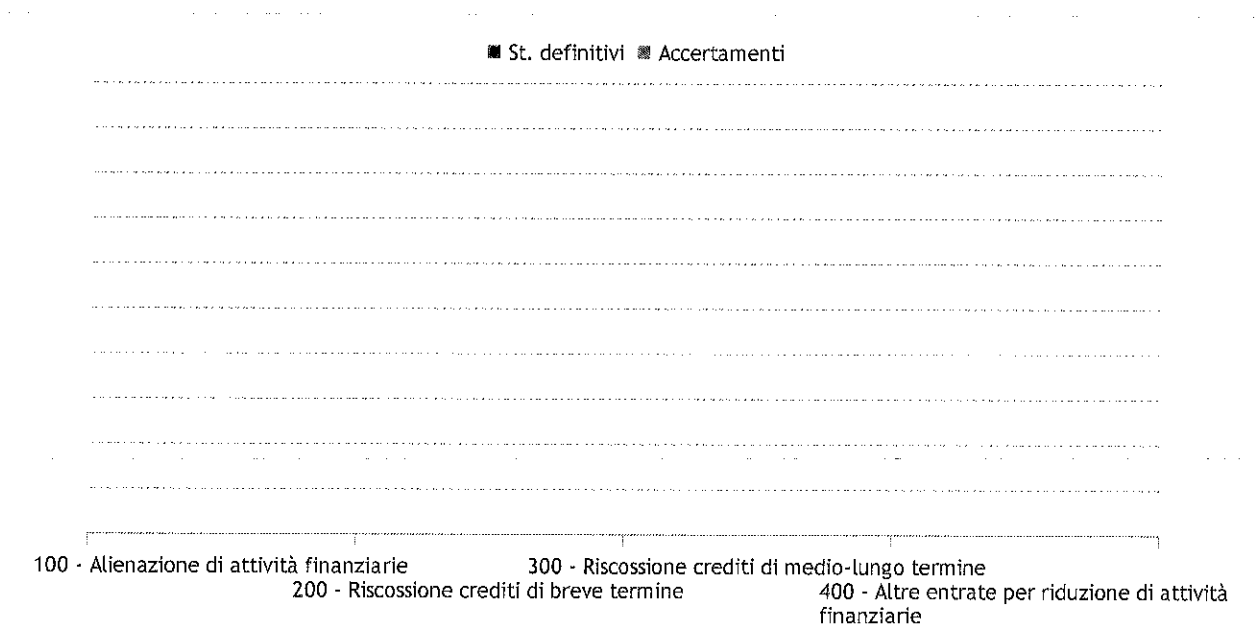 St. definitivi Accertamenti
100 - Alienazione di attività finanziarie
200 - Riscossione crediti di breve termine
300 - Riscossione crediti di medio-lungo termine
400 - Altre entrate per riduzione di attività
finanziarie